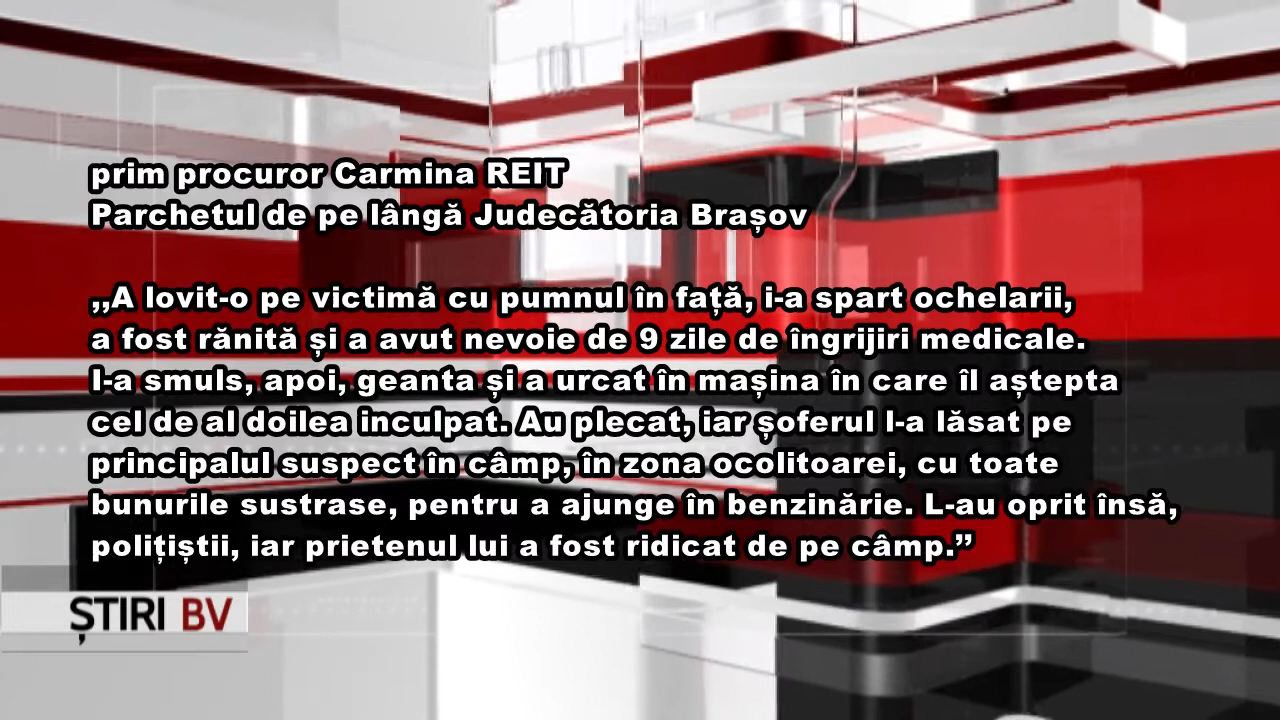 prim procuror Carmina REIT
Parchetul de pe lângă Judecătoria Brașov
,,A lovit-o pe victimă cu pumnul în față, i-a spart ochelarii,
a fost rănită și a avut nevoie de 9 zile de îngrijiri medicale.
I-a smuls, apoi, geanta și a urcat în mașina în care îl aștepta
cel de al doilea inculpat. Au plecat, iar șoferul l-a lăsat pe
principalul suspect în câmp, în zona ocolitoarei, cu toate
bunurile sustrase, pentru a ajunge în benzinărie. L-au oprit însă,
polițiștii, iar prietenul lui a fost ridicat de pe câmp.”
ȘTIRI BV